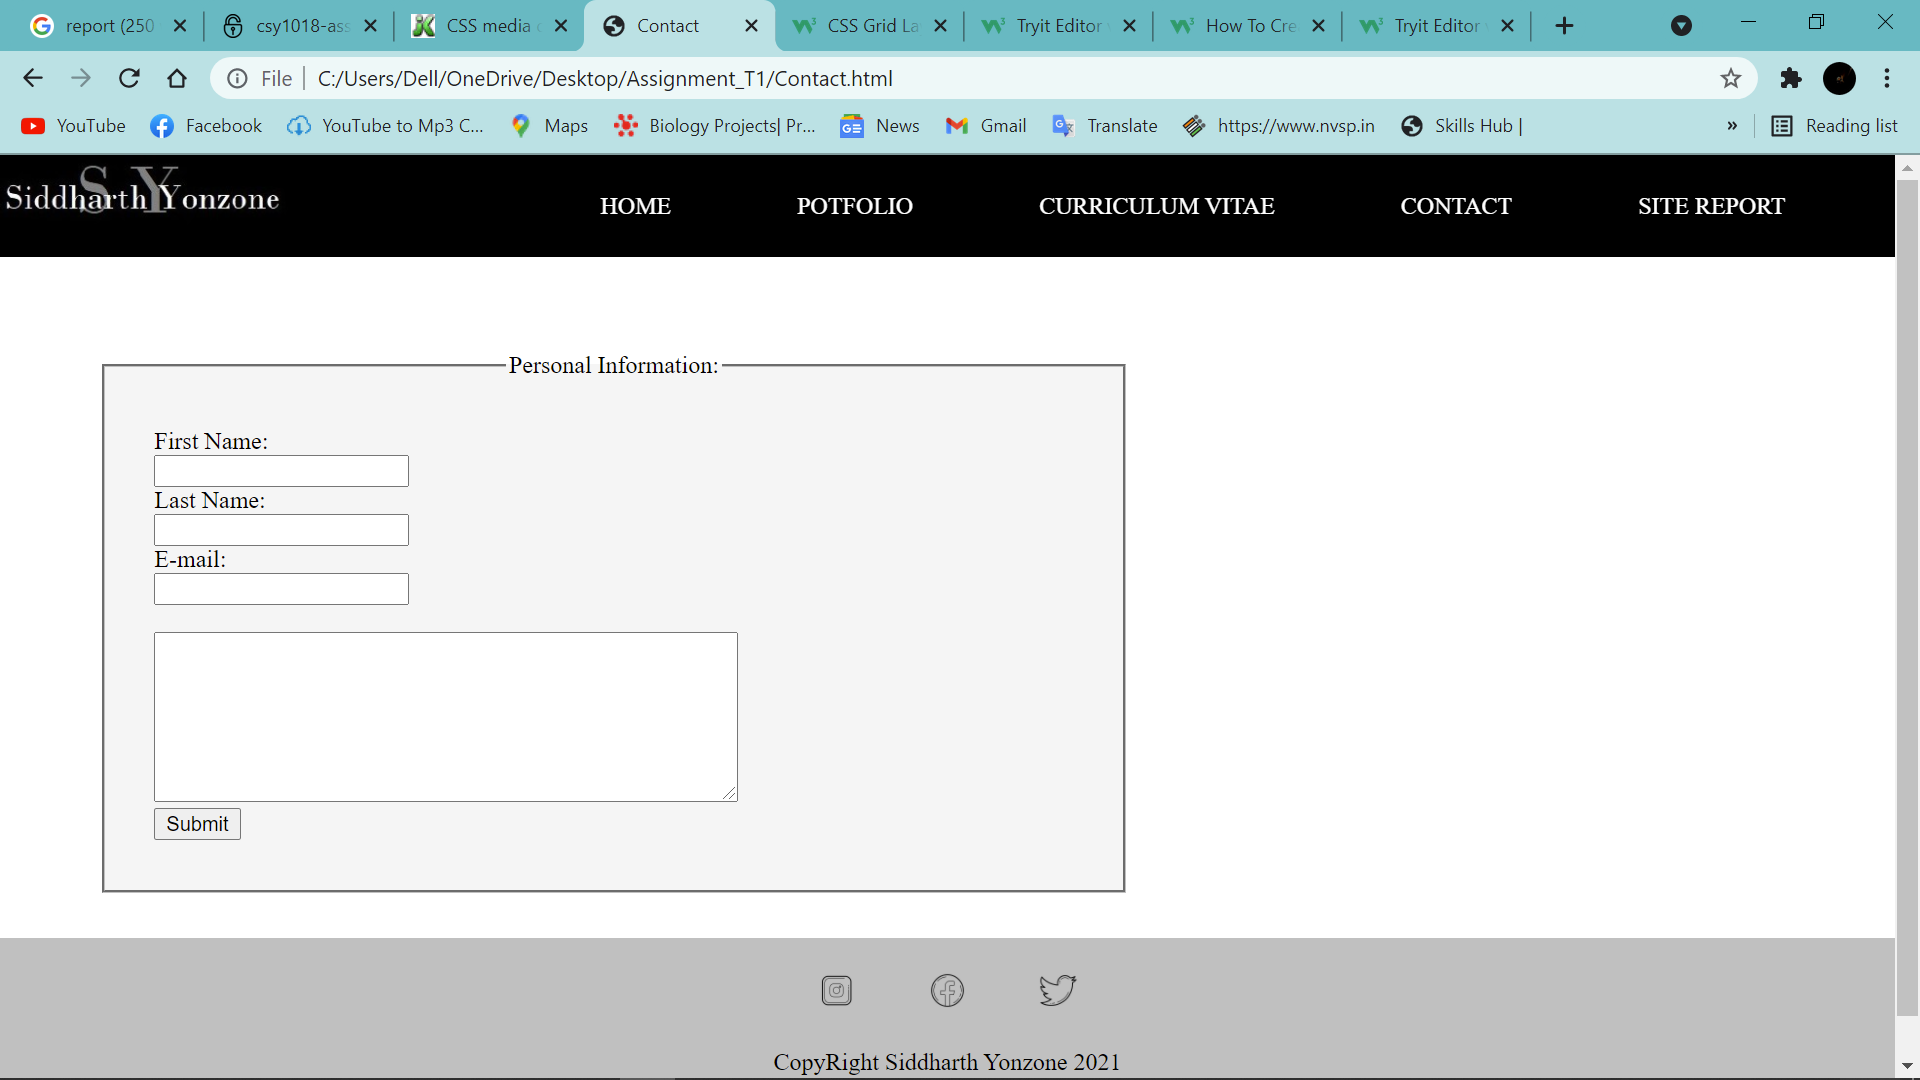 report (250
csy1018-ass
CSS media
Contact
CSS Grid La
Tryit Editor
How To Cre
Tryit Editor
File
C:/Users/Dell/OneDrive/Desktop/Assignment_T1/Contact.html
YouTube
Facebook
YouTube to Mp3 C...
Maps
Biology Projects| Pr...
News
Gmail
Translate
https://www.nvsp.in
Skills Hub |
»
Reading list
S Y
Siddharth Yonzone
HOME
POTFOLIO
CURRICULUM VITAE
CONTACT
SITE REPORT
Personal Information:
First Name:
Last Name:
E-mail:
Submit
CopyRight Siddharth Yonzone 2021